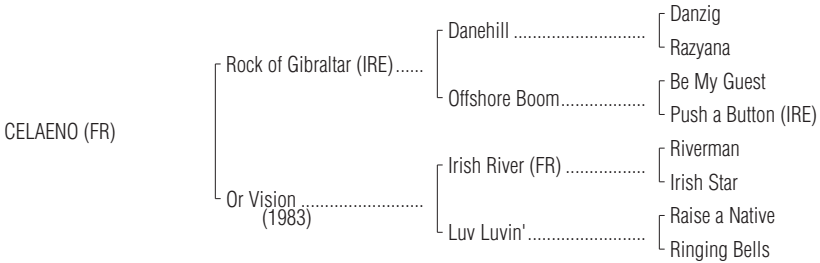 Danzig
Danehill ............................
Razyana
Rock of Gibraltar (IRE)......
Be My Guest
Offshore Boom..................
Push a Button (IRE)
CELAENO (FR)
Riverman
Irish River (FR) .................
Irish Star
Or Vision ..........................
(1983)
Raise a Native
Luv Luvin'.........................
Ringing Bells